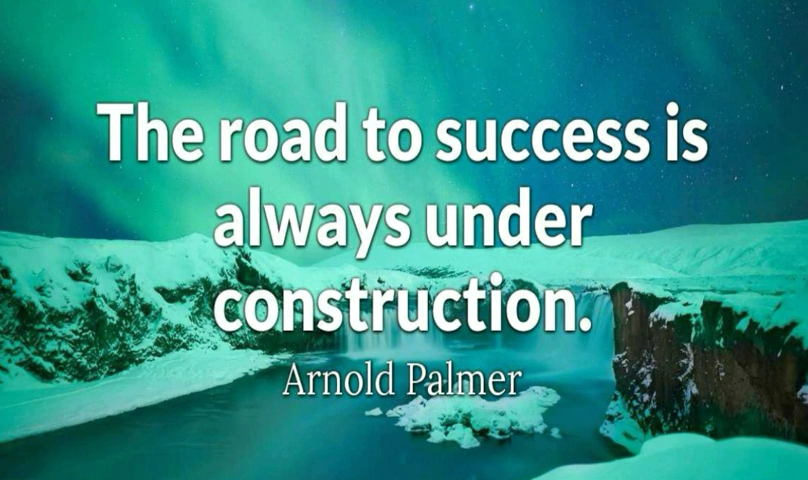 The road to success is
always under
construction.
Arnold Palmer